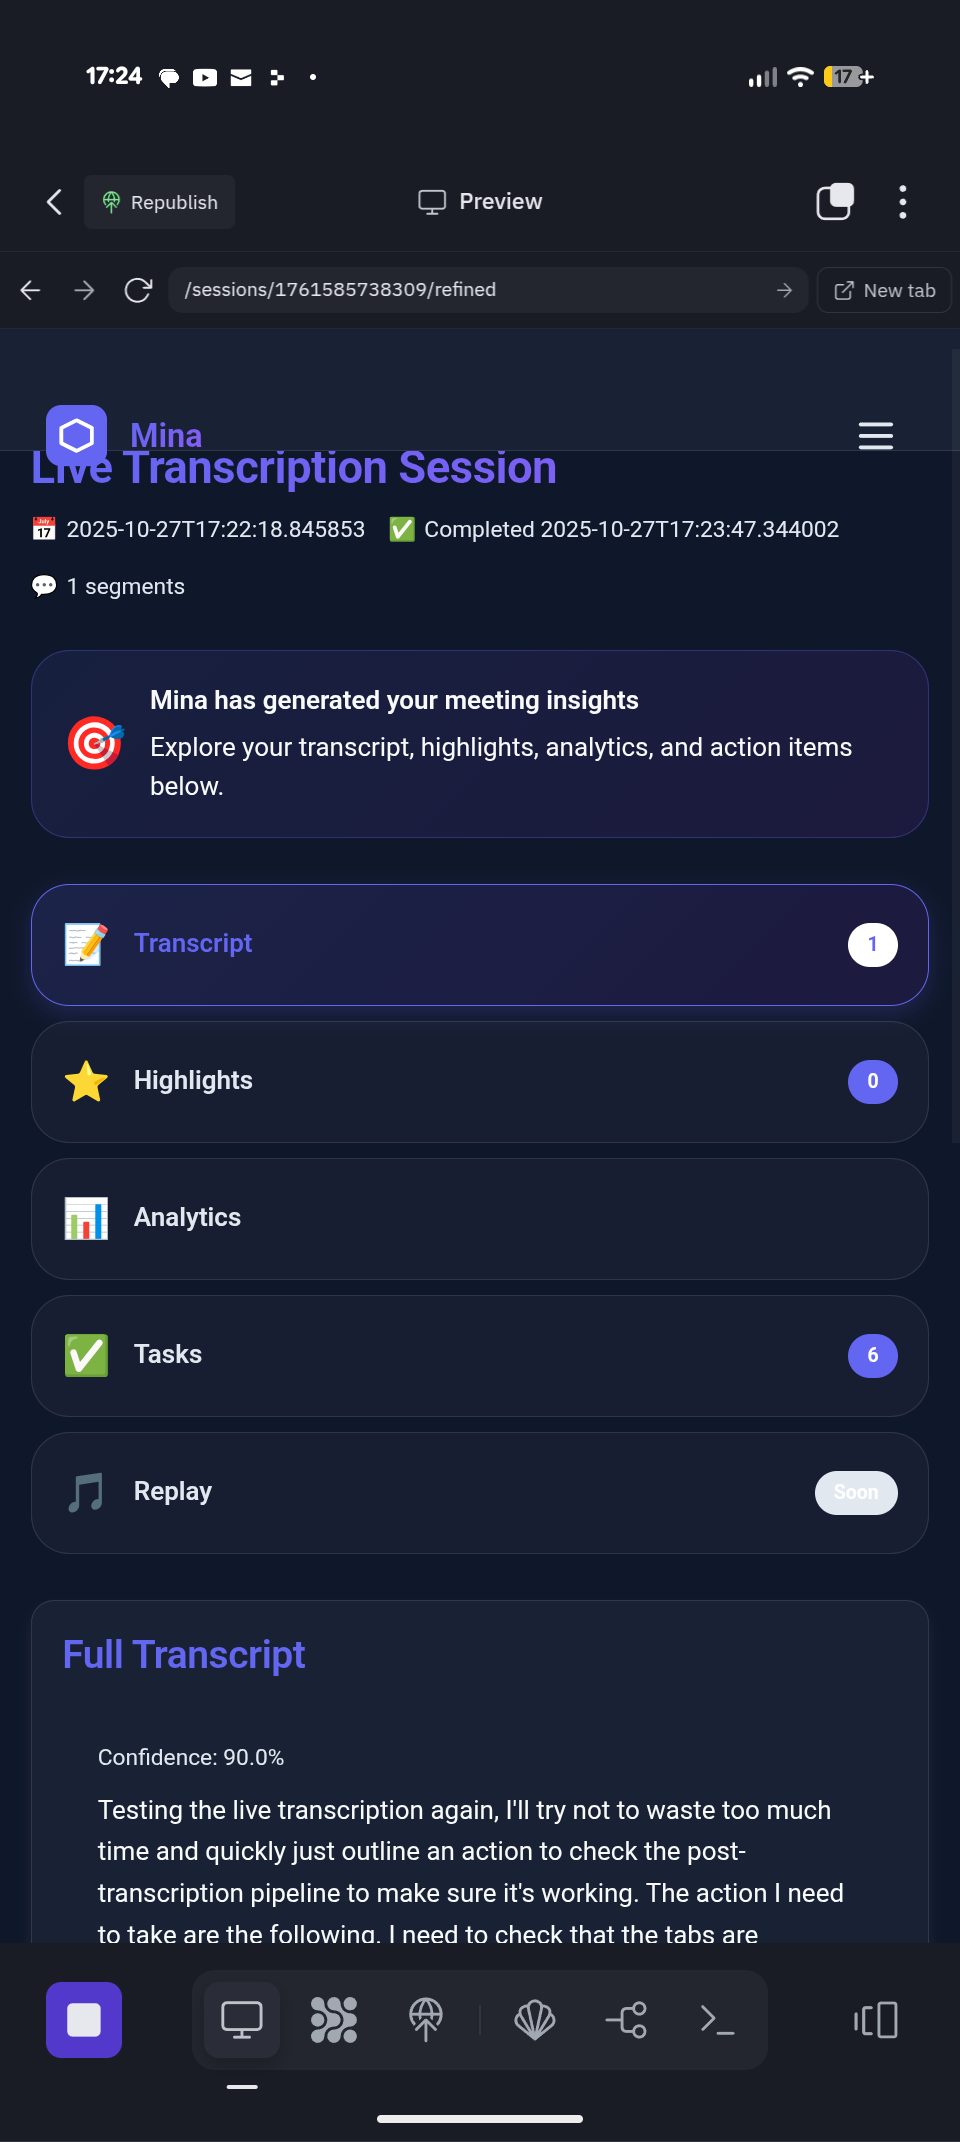 17:24
17+
Republish
Preview
/sessions/1761585738309/refined
New tab
Mina
Live Transcription Session
2025-10-27T17:22:18.845853 Completed 2025-10-27T17:23:47.344002
1 segments
Mina has generated your meeting insights
Explore your transcript, highlights, analytics, and action items
below.
Transcript 1
Highlights 0
Analytics
Tasks 6
Replay Soon
Full Transcript
Confidence: 90.0%
Testing the live transcription again, I'll try not to waste too much
time and quickly just outline an action to check the post-
transcription pipeline to make sure it's working. The action I need
to take are the following. I need to check that the tabs are